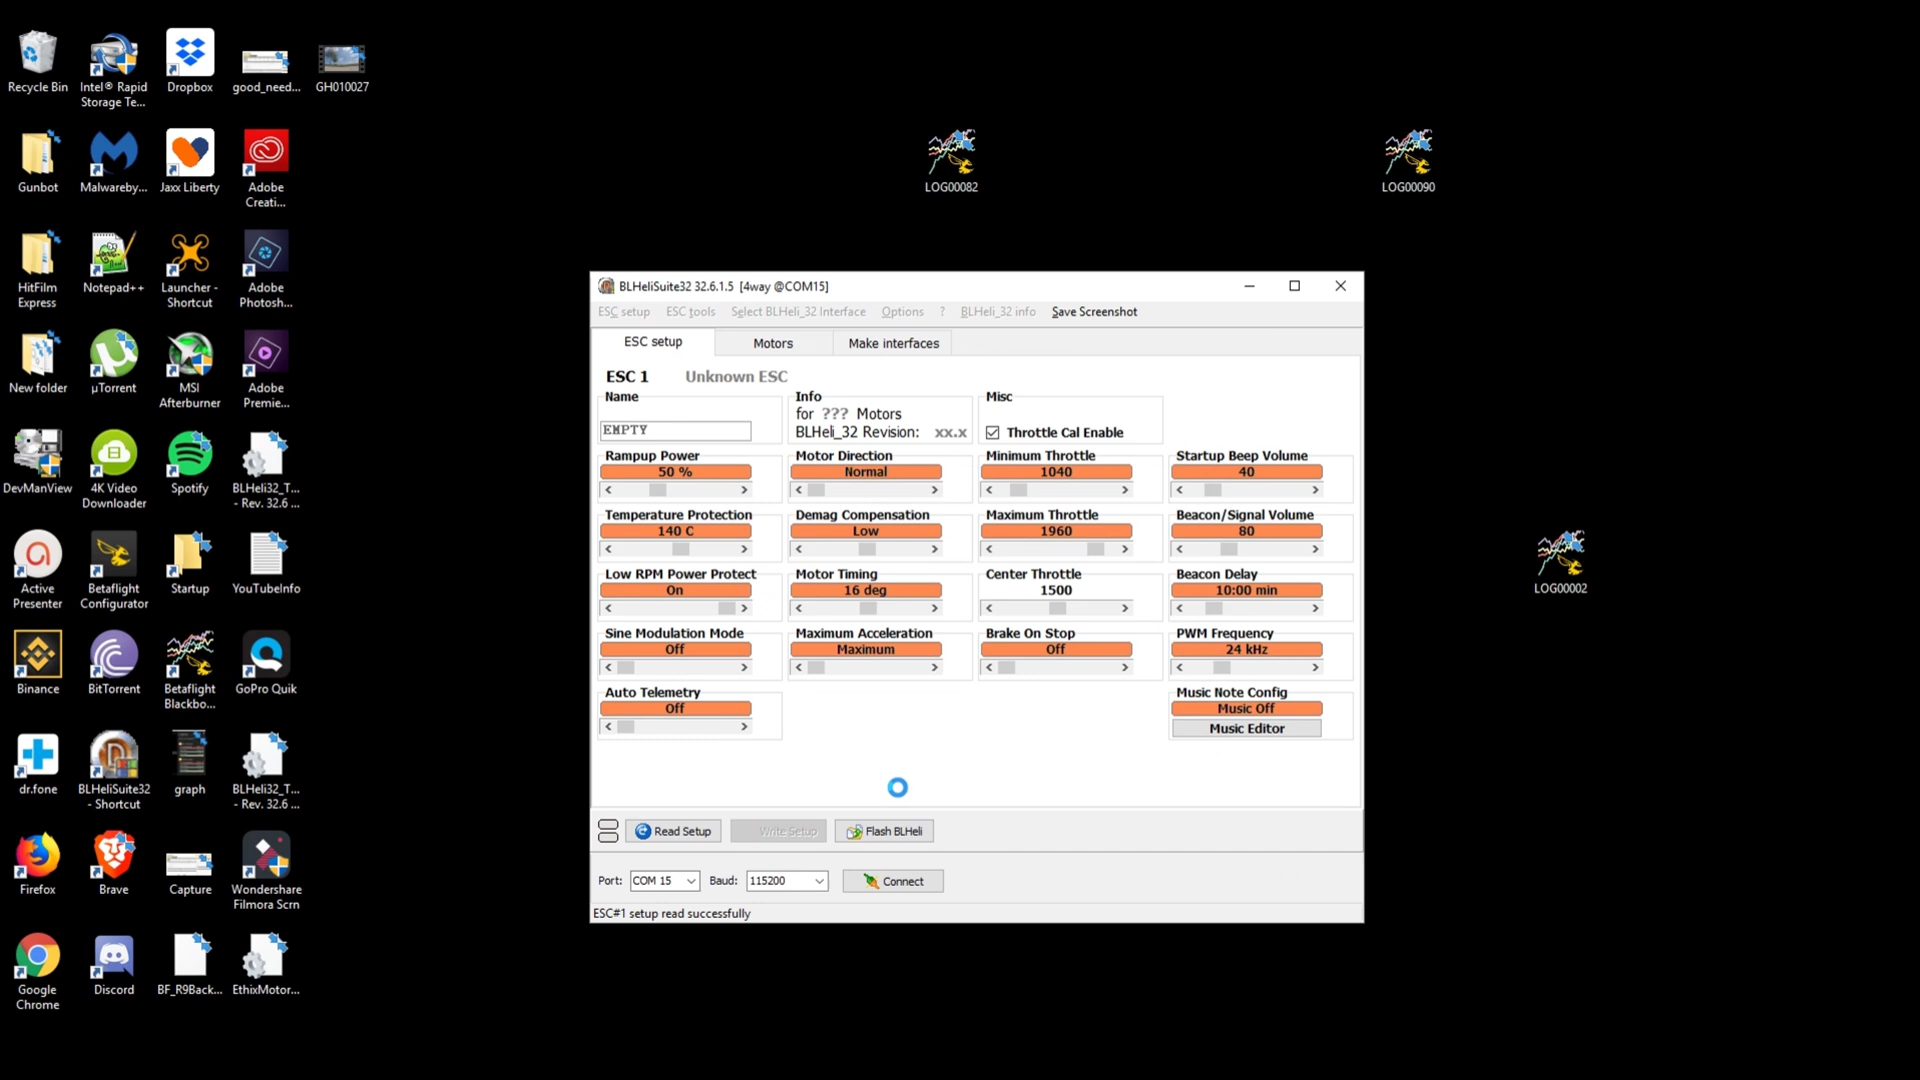 Recycle Bin
Intel® Rapid
Storage Te...
Dropbox
good_need...
GH010027
Gunbot
Malwareby...
Jaxx Liberty
Adobe
Creati...
HitFilm
Express
Notepad++
Launcher -
Shortcut
Adobe
Photosh...
New folder
µTorrent
MSI
Afterburner
Adobe
Premie...
DevManView
4K Video
Downloader
Spotify
BLHeli32_T...
- Rev. 32.6 ...
Active
Presenter
Betaflight
Configurator
Startup
YouTubeInfo
Binance
BitTorrent
Betaflight
Blackbo...
GoPro Quik
dr.fone
BLHeliSuite32
- Shortcut
graph
BLHeli32_T...
- Rev. 32.6 ...
Firefox
Brave
Capture
Wondershare
Filmora Scrn
Google
Chrome
Discord
BF_R9Back...
EthixMotor...
LOG00082
LOG00090
LOG00002
BLHeliSuite32 32.6.1.5 [4way @COM15]
ESC setup ESC tools Select BLHeli_32 Interface Options ? BLHeli_32 info Save Screenshot
ESC setup Motors Make interfaces
ESC 1 Unknown ESC
Name Info Misc
for ??? Motors
EMPTY BLHeli_32 Revision: xx.x Throttle Cal Enable
Rampup Power Motor Direction Minimum Throttle Startup Beep Volume
50 % Normal 1040 40
Temperature Protection Demag Compensation Maximum Throttle Beacon/Signal Volume
140 C Low 1960 80
Low RPM Power Protect Motor Timing Center Throttle Beacon Delay
On 16 deg 1500 10:00 min
Sine Modulation Mode Maximum Acceleration Brake On Stop PWM Frequency
Off Maximum Off 24 kHz
Auto Telemetry Music Note Config
Off Music Off
Music Editor
Read Setup Write Setup Flash BLHeli
Port: COM 15 Baud: 115200 Connect
ESC#1 setup read successfully